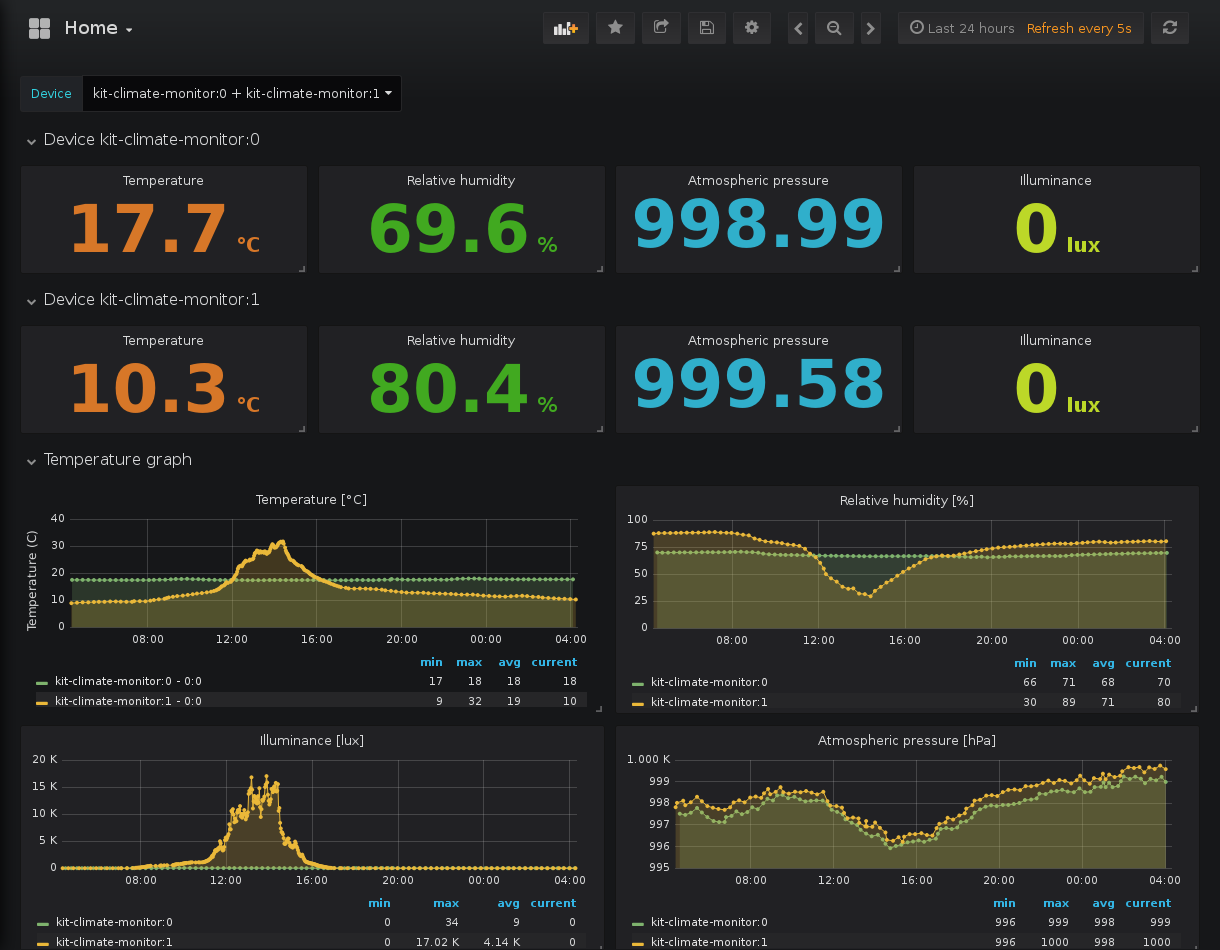 Home
Last 24 hours Refresh every 5s
Device kit-climate-monitor:0 + kit-climate-monitor:1
Device kit-climate-monitor:0
Temperature Relative humidity Atmospheric pressure Illuminance
17.7 °C 69.6 % 998.99 0 lux
Device kit-climate-monitor:1
Temperature Relative humidity Atmospheric pressure Illuminance
10.3 °C 80.4 % 999.58 0 lux
Temperature graph
Temperature [°C]
Temperature (C)
40
30
20
10
0
08:00 12:00 16:00 20:00 00:00 04:00
min max avg current
kit-climate-monitor:0 - 0:0 17 18 18 18
kit-climate-monitor:1 - 0:0 9 32 19 10
Relative humidity [%]
100
75
50
25
0
08:00 12:00 16:00 20:00 00:00 04:00
min max avg current
kit-climate-monitor:0 66 71 68 70
kit-climate-monitor:1 30 89 71 80
Illuminance [lux]
20 K
15 K
10 K
5 K
0
08:00 12:00 16:00 20:00 00:00 04:00
min max avg current
kit-climate-monitor:0 0 34 9 0
kit-climate-monitor:1 0 17.02 K 4.14 K 0
Atmospheric pressure [hPa]
1.000 K
999
998
997
996
995
08:00 12:00 16:00 20:00 00:00 04:00
min max avg current
kit-climate-monitor:0 996 999 998 999
kit-climate-monitor:1 996 1000 998 1000